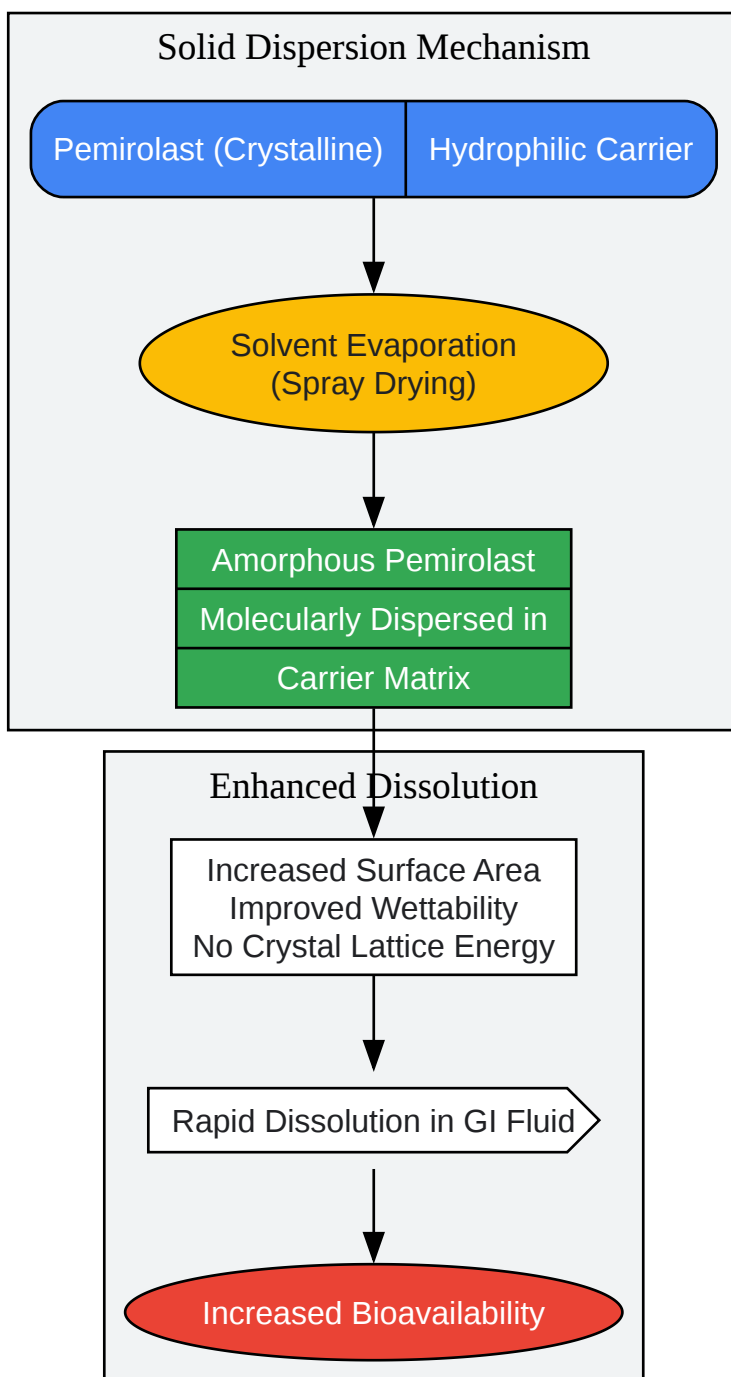 Solid Dispersion Mechanism
Pemirolast (Crystalline) Hydrophilic Carrier
Solvent Evaporation
(Spray Drying)
Amorphous Pemirolast
Molecularly Dispersed in
Carrier Matrix
Enhanced Dissolution
Increased Surface Area
Improved Wettability
No Crystal Lattice Energy
Rapid Dissolution in GI Fluid
Increased Bioavailability